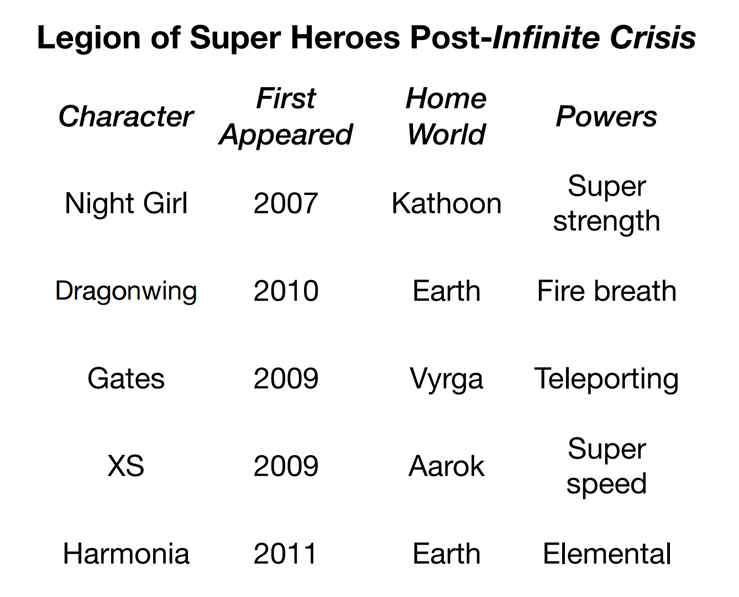 Legion of Super Heroes Post-Infinite Crisis
Character First Appeared Home World Powers
Night Girl 2007 Kathoon Super strength
Dragonwing 2010 Earth Fire breath
Gates 2009 Vyrga Teleporting
XS 2009 Aarok Super speed
Harmonia 2011 Earth Elemental